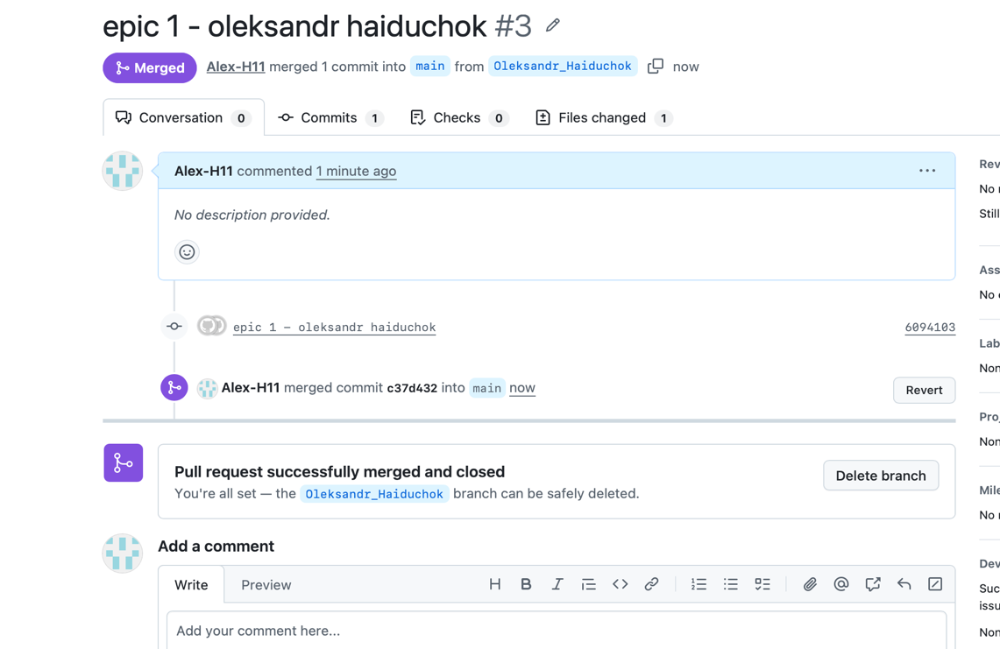 epic 1 - oleksandr haiduchok #3
Merged Alex-H11 merged 1 commit into main from Oleksandr_Haiduchok now
Conversation 0 Commits 1 Checks 0 Files changed 1
Alex-H11 commented 1 minute ago
Rev
No
No description provided.
Still
Ass
No
epic 1 – oleksandr haiduchok 6094103
Lab
Non
Alex-H11 merged commit c37d432 into main now
Revert
Pro
Non
Pull request successfully merged and closed
You're all set — the Oleksandr_Haiduchok branch can be safely deleted.
Delete branch
Mile
No
Add a comment
Dev
Write Preview
Suc
issu
Add your comment here...
Non